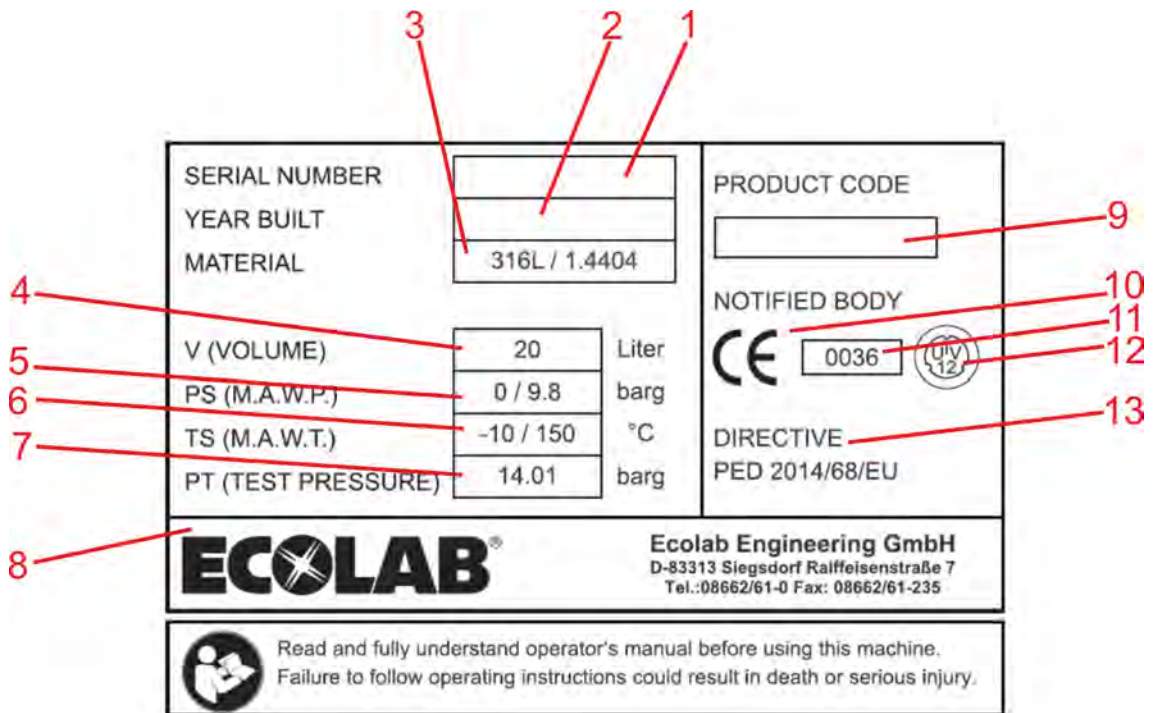 3 2 1
SERIAL NUMBER
YEAR BUILT
MATERIAL 316L / 1.4404
4
V (VOLUME) 20 Liter
5
PS (M.A.W.P.) 0 / 9.8 barg
6
TS (M.A.W.T.) -10 / 150 °C
7
PT (TEST PRESSURE) 14.01 barg
PRODUCT CODE
9
NOTIFIED BODY
10
CE 0036
11
12
12
DIRECTIVE
13
PED 2014/68/EU
8
ECOLAB®
Ecolab Engineering GmbH
D-83313 Siegsdorf Raiffeisenstraße 7
Tel.:08662/61-0 Fax: 08662/61-235
Read and fully understand operator's manual before using this machine.
Failure to follow operating instructions could result in death or serious injury.